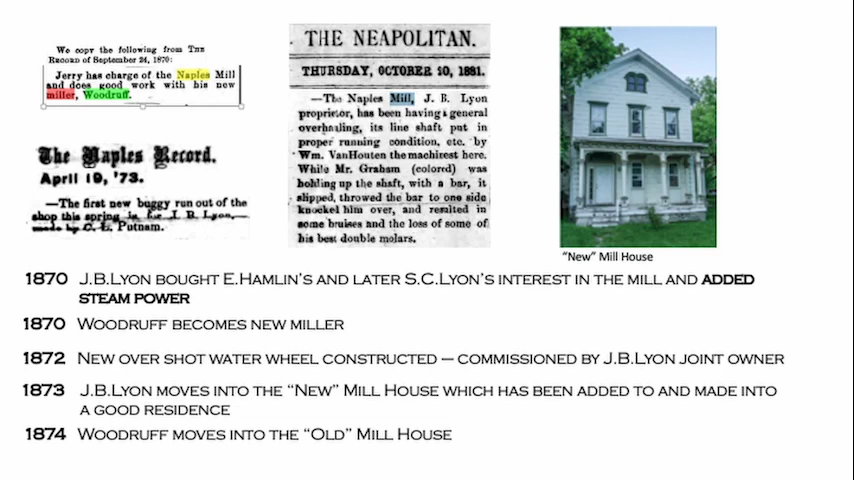 We copy the following from THE
RECORD of September 24, 1870:
Jerry has charge of the Naples Mill
and does good work with his new
miller, Woodruff.
The Naples Record.
April 19, '73.
—The first new buggy run out of the
shop this spring is for J. B. Lyon,
made by C. L. Putnam.
THE NEAPOLITAN.
THURSDAY, OCTOBER 20, 1881.
—The Naples Mill, J. B. Lyon
proprietor, has been having a general
overhauling, its line shaft put in
proper running condition, etc. by
Wm. VanHouten the machinest here.
While Mr. Graham (colored) was
holding up the shaft, with a bar, it
slipped, throwed the bar to one side
knocked him over, and resulted in
some bruises and the loss of some of
his best double molars.
"New" Mill House
1870 J.B.LYON BOUGHT E.HAMLIN'S AND LATER S.C.LYON'S INTEREST IN THE MILL AND ADDED
STEAM POWER
1870 WOODRUFF BECOMES NEW MILLER
1872 NEW OVER SHOT WATER WHEEL CONSTRUCTED – COMMISSIONED BY J.B.LYON JOINT OWNER
1873 J.B.LYON MOVES INTO THE "NEW" MILL HOUSE WHICH HAS BEEN ADDED TO AND MADE INTO
A GOOD RESIDENCE
1874 WOODRUFF MOVES INTO THE "OLD" MILL HOUSE